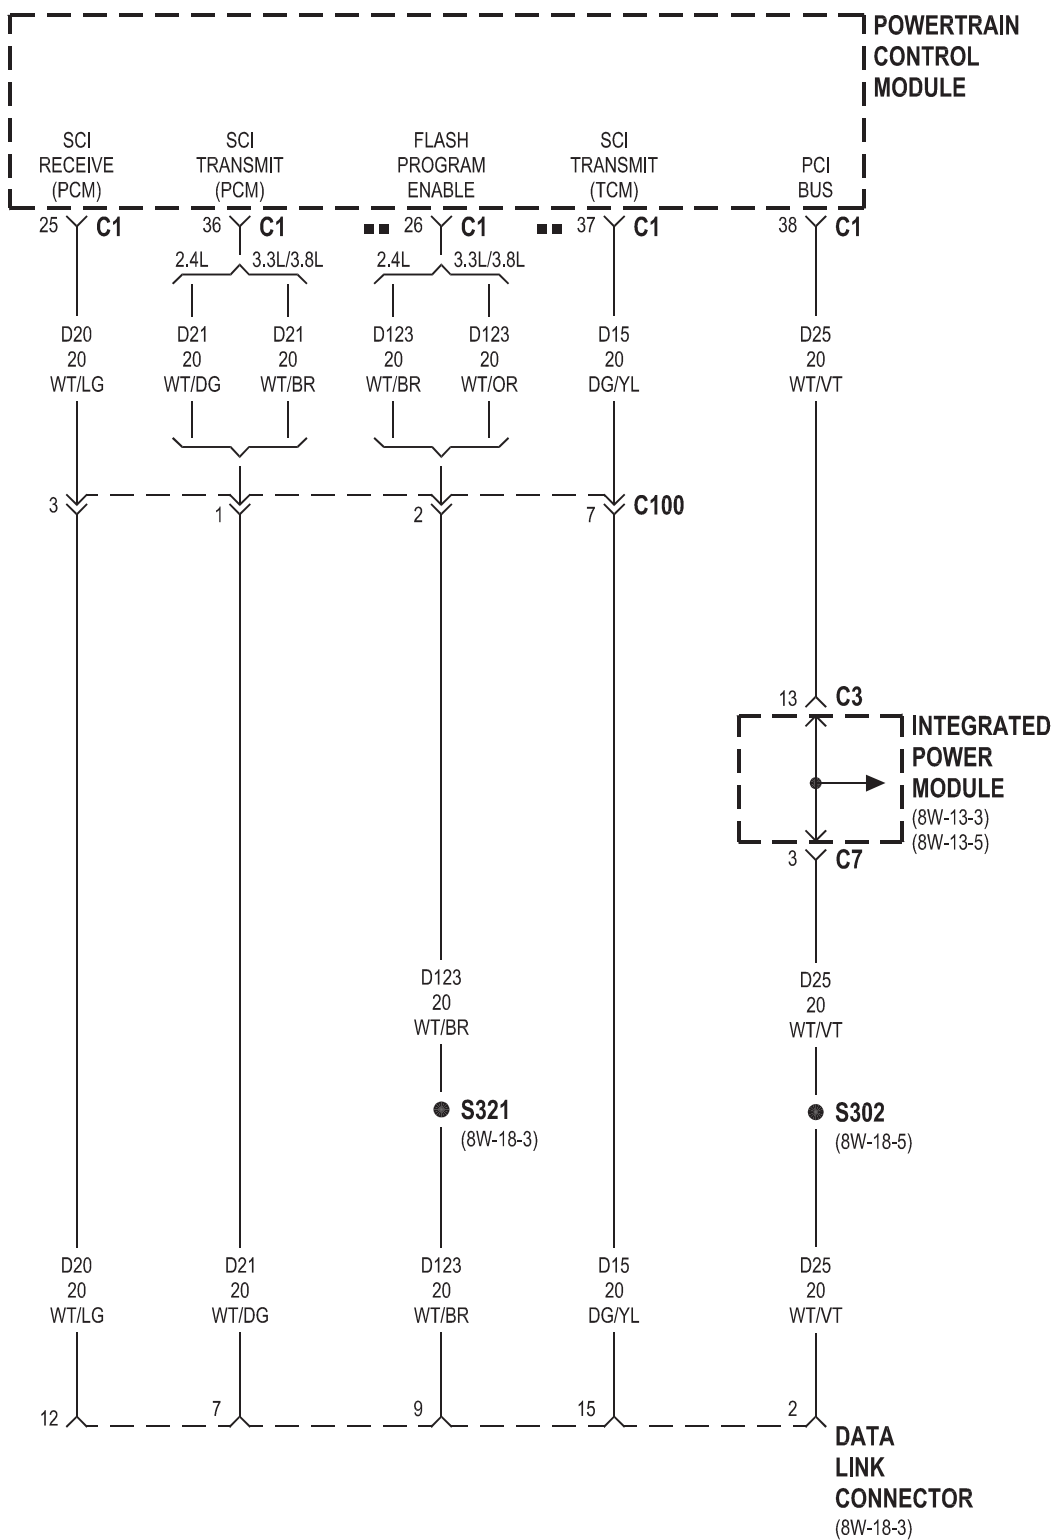 POWERTRAIN
CONTROL
MODULE
SCI
RECEIVE
(PCM)
SCI
TRANSMIT
(PCM)
FLASH
PROGRAM
ENABLE
SCI
TRANSMIT
(TCM)
PCI
BUS
25 C1
36 C1
26 C1
37 C1
38 C1
2.4L 3.3L/3.8L
2.4L 3.3L/3.8L
D20
20
WT/LG
D21
20
WT/DG
D21
20
WT/BR
D123
20
WT/BR
D123
20
WT/OR
D15
20
DG/YL
D25
20
WT/VT
3
1
2
7 C100
13 C3
INTEGRATED
POWER
MODULE
(8W-13-3)
(8W-13-5)
3 C7
D123
20
WT/BR
D25
20
WT/VT
S321
(8W-18-3)
S302
(8W-18-5)
D20
20
WT/LG
D21
20
WT/DG
D123
20
WT/BR
D15
20
DG/YL
D25
20
WT/VT
12
7
9
15
2
DATA
LINK
CONNECTOR
(8W-18-3)